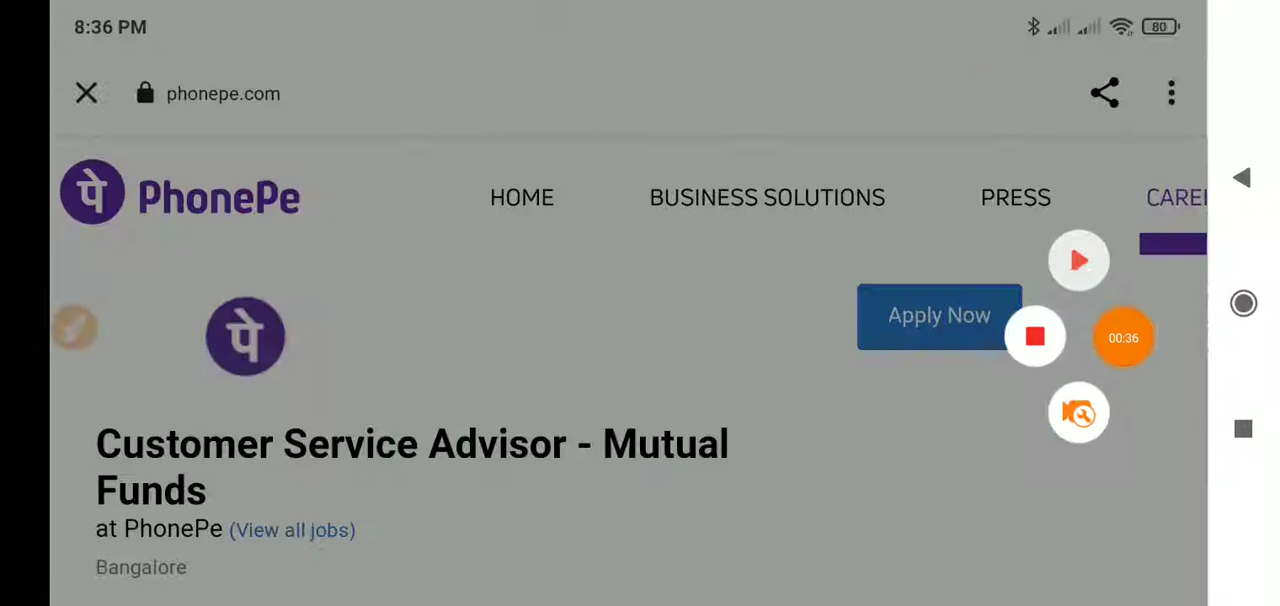 8:36 PM
80
phonepe.com
पे PhonePe
HOME
BUSINESS SOLUTIONS
PRESS
CARE
पे
Apply Now
00:36
Customer Service Advisor - Mutual
Funds
at PhonePe (View all jobs)
Bangalore